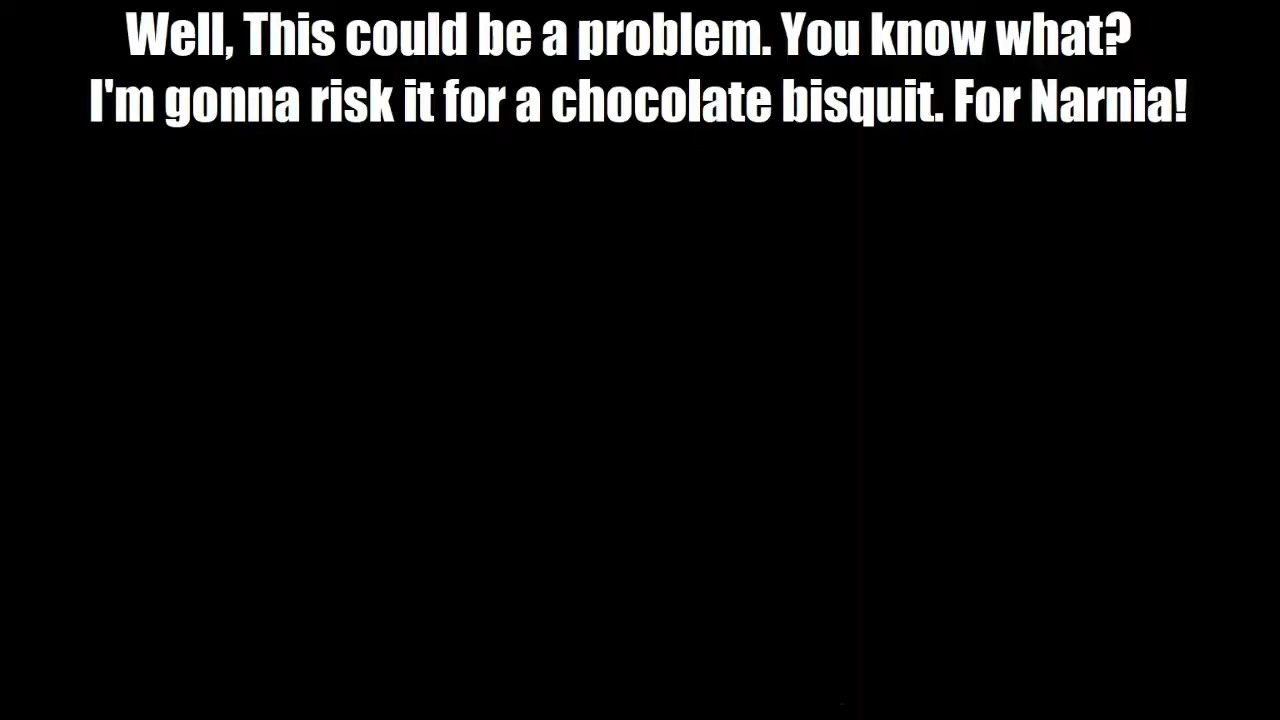 Well, This could be a problem. You know what?
I'm gonna risk it for a chocolate bisquit. For Narnia!